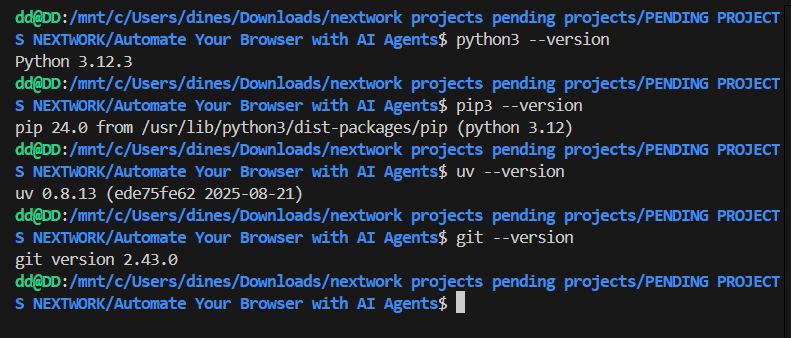 dd@DD:/mnt/c/Users/dines/Downloads/nextwork projects pending projects/PENDING PROJECT
S NEXTWORK/Automate Your Browser with AI Agents$ python3 --version
Python 3.12.3
dd@DD:/mnt/c/Users/dines/Downloads/nextwork projects pending projects/PENDING PROJECT
S NEXTWORK/Automate Your Browser with AI Agents$ pip3 --version
pip 24.0 from /usr/lib/python3/dist-packages/pip (python 3.12)
dd@DD:/mnt/c/Users/dines/Downloads/nextwork projects pending projects/PENDING PROJECT
S NEXTWORK/Automate Your Browser with AI Agents$ uv --version
uv 0.8.13 (ede75fe62 2025-08-21)
dd@DD:/mnt/c/Users/dines/Downloads/nextwork projects pending projects/PENDING PROJECT
S NEXTWORK/Automate Your Browser with AI Agents$ git --version
git version 2.43.0
dd@DD:/mnt/c/Users/dines/Downloads/nextwork projects pending projects/PENDING PROJECT
S NEXTWORK/Automate Your Browser with AI Agents$